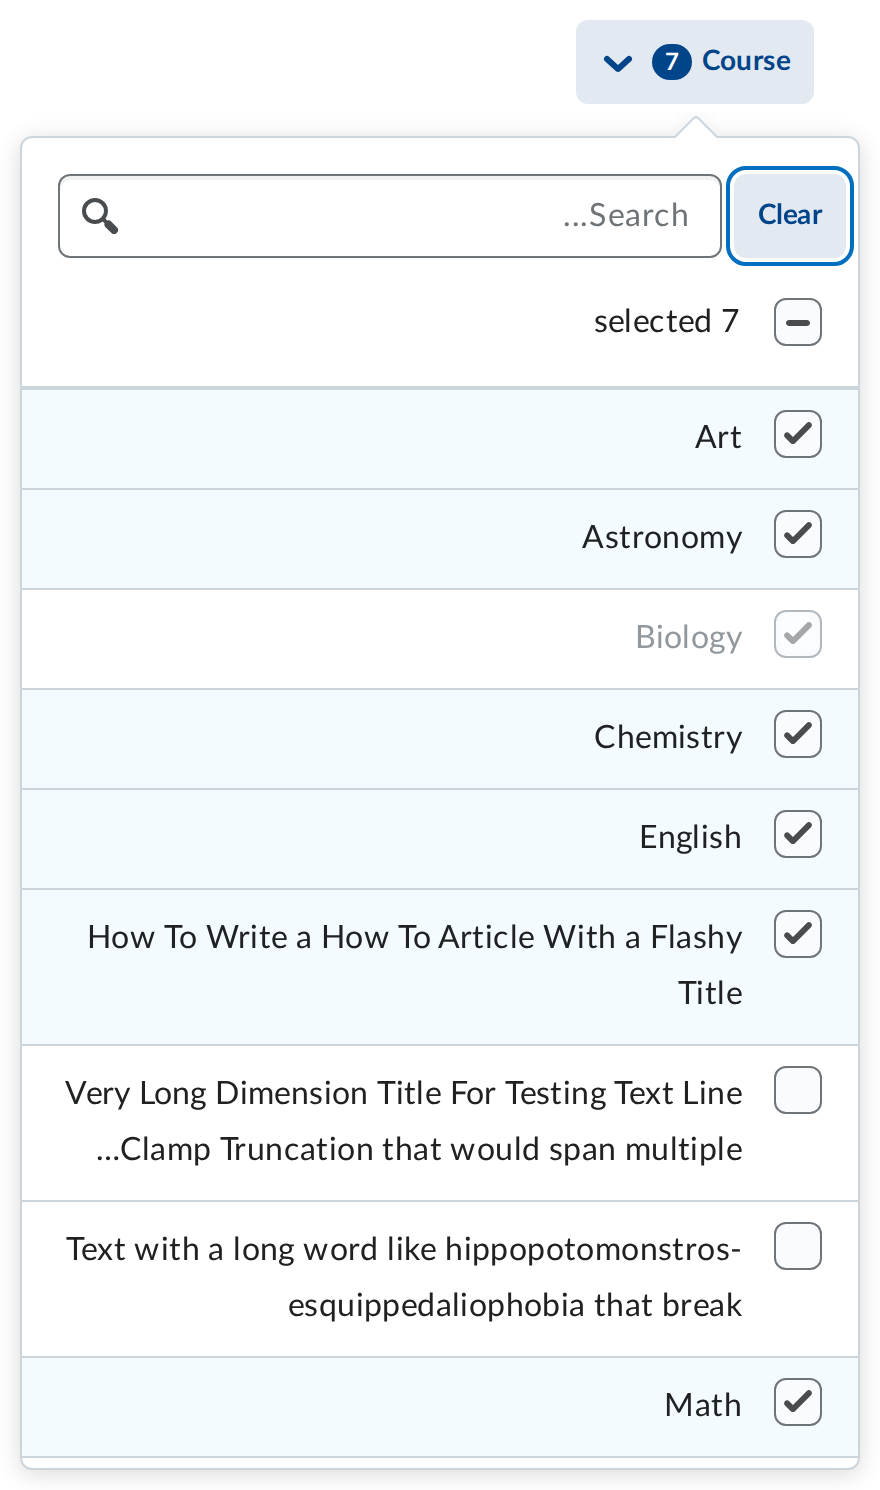 7 Course
...Search
Clear
selected 7
Art
Astronomy
Biology
Chemistry
English
How To Write a How To Article With a Flashy
Title
Very Long Dimension Title For Testing Text Line
...Clamp Truncation that would span multiple
Text with a long word like hippopotomonstros-
esquippedaliophobia that break
Math